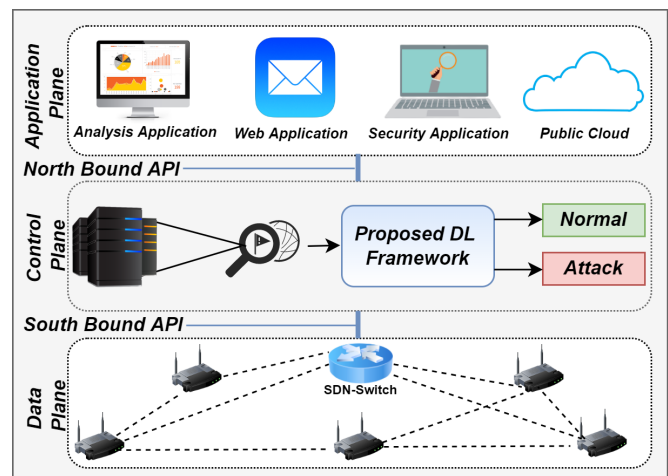 Application
Plane
Analysis Application
Web Application
Security Application
Public Cloud
North Bound API
Control
Plane
Proposed DL
Framework
Normal
Attack
South Bound API
Data
Plane
SDN-Switch